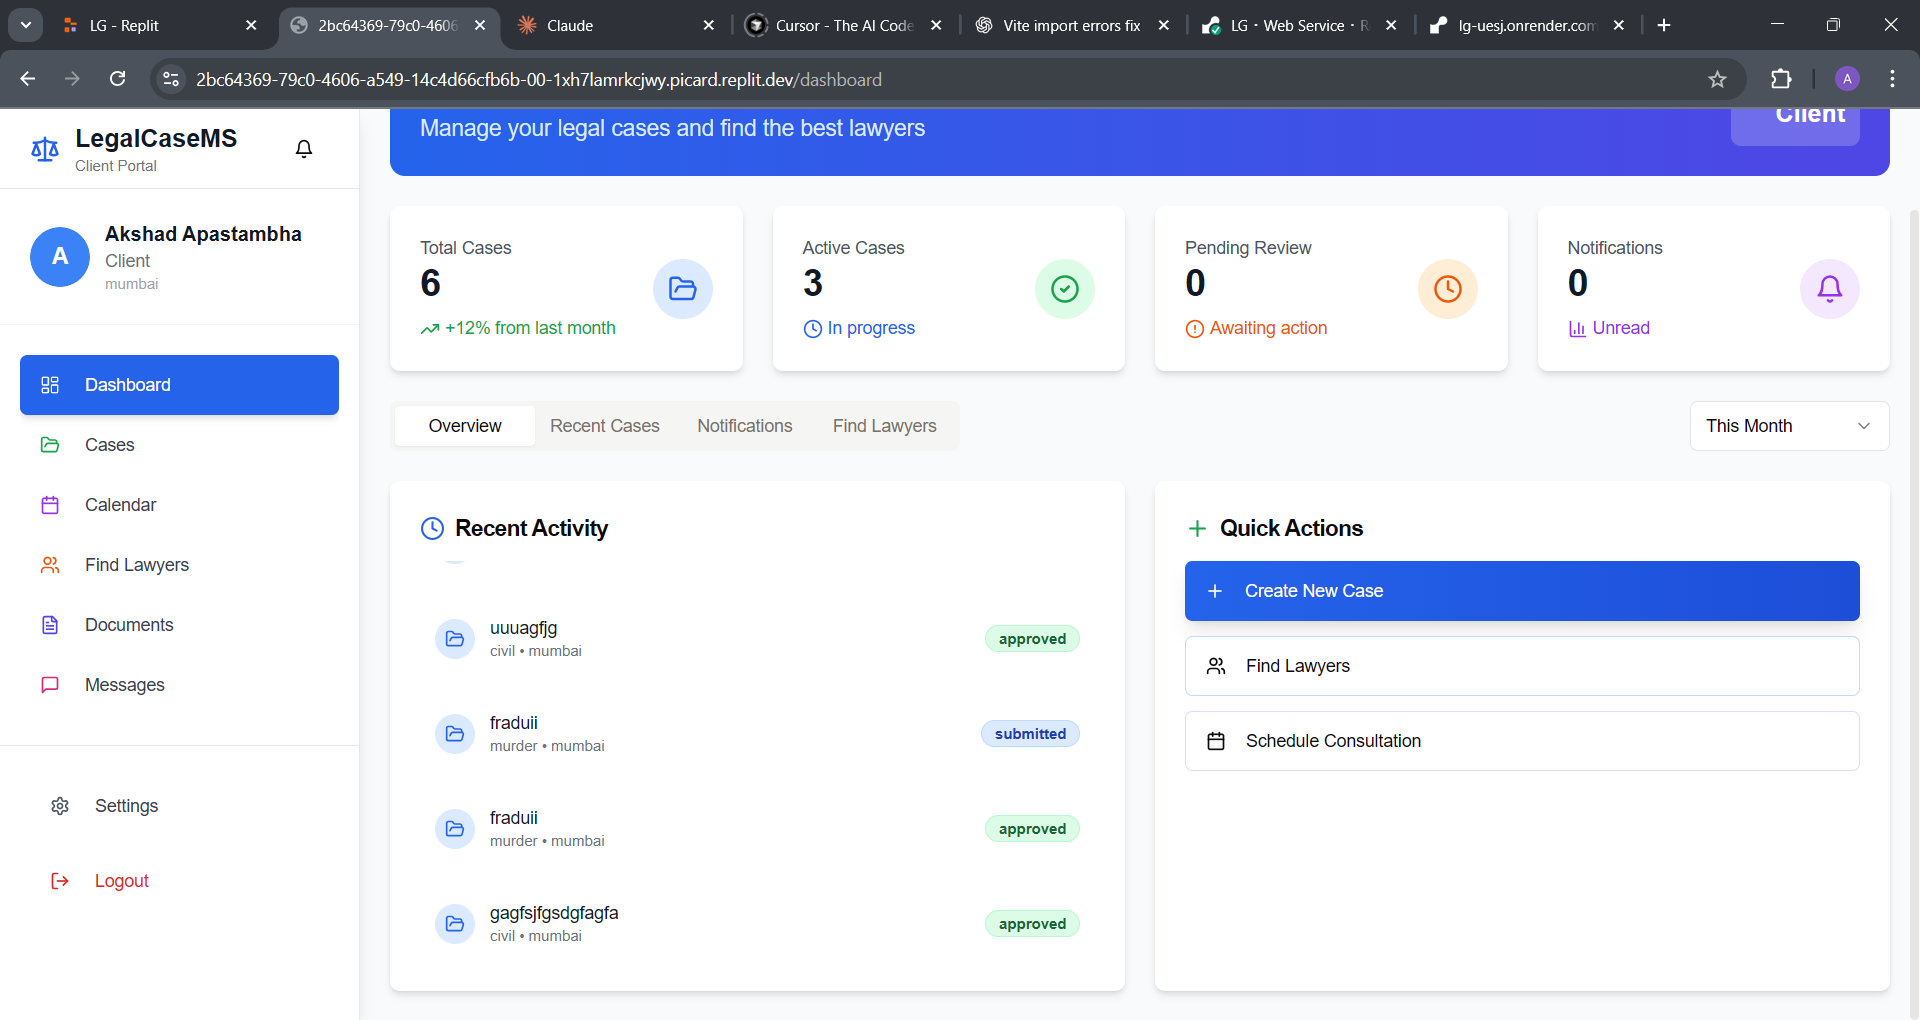 LG - Replit
2bc64369-79c0-4606
Claude
Cursor - The AI Code
Vite import errors fix
LG · Web Service · R
lg-uesj.onrender.com
2bc64369-79c0-4606-a549-14c4d66cfb6b-00-1xh7lamrkcjwy.picard.replit.dev/dashboard
A
LegalCaseMS
Client Portal
A
Akshad Apastambha
Client
mumbai
Dashboard
Cases
Calendar
Find Lawyers
Documents
Messages
Settings
Logout
Manage your legal cases and find the best lawyers
Client
Total Cases
6
+12% from last month
Active Cases
3
In progress
Pending Review
0
Awaiting action
Notifications
0
Unread
Overview
Recent Cases
Notifications
Find Lawyers
This Month
Recent Activity
uuuagfjg
civil • mumbai
approved
fraduii
murder • mumbai
submitted
fraduii
murder • mumbai
approved
gagfsjfgsdgfagfa
civil • mumbai
approved
Quick Actions
Create New Case
Find Lawyers
Schedule Consultation